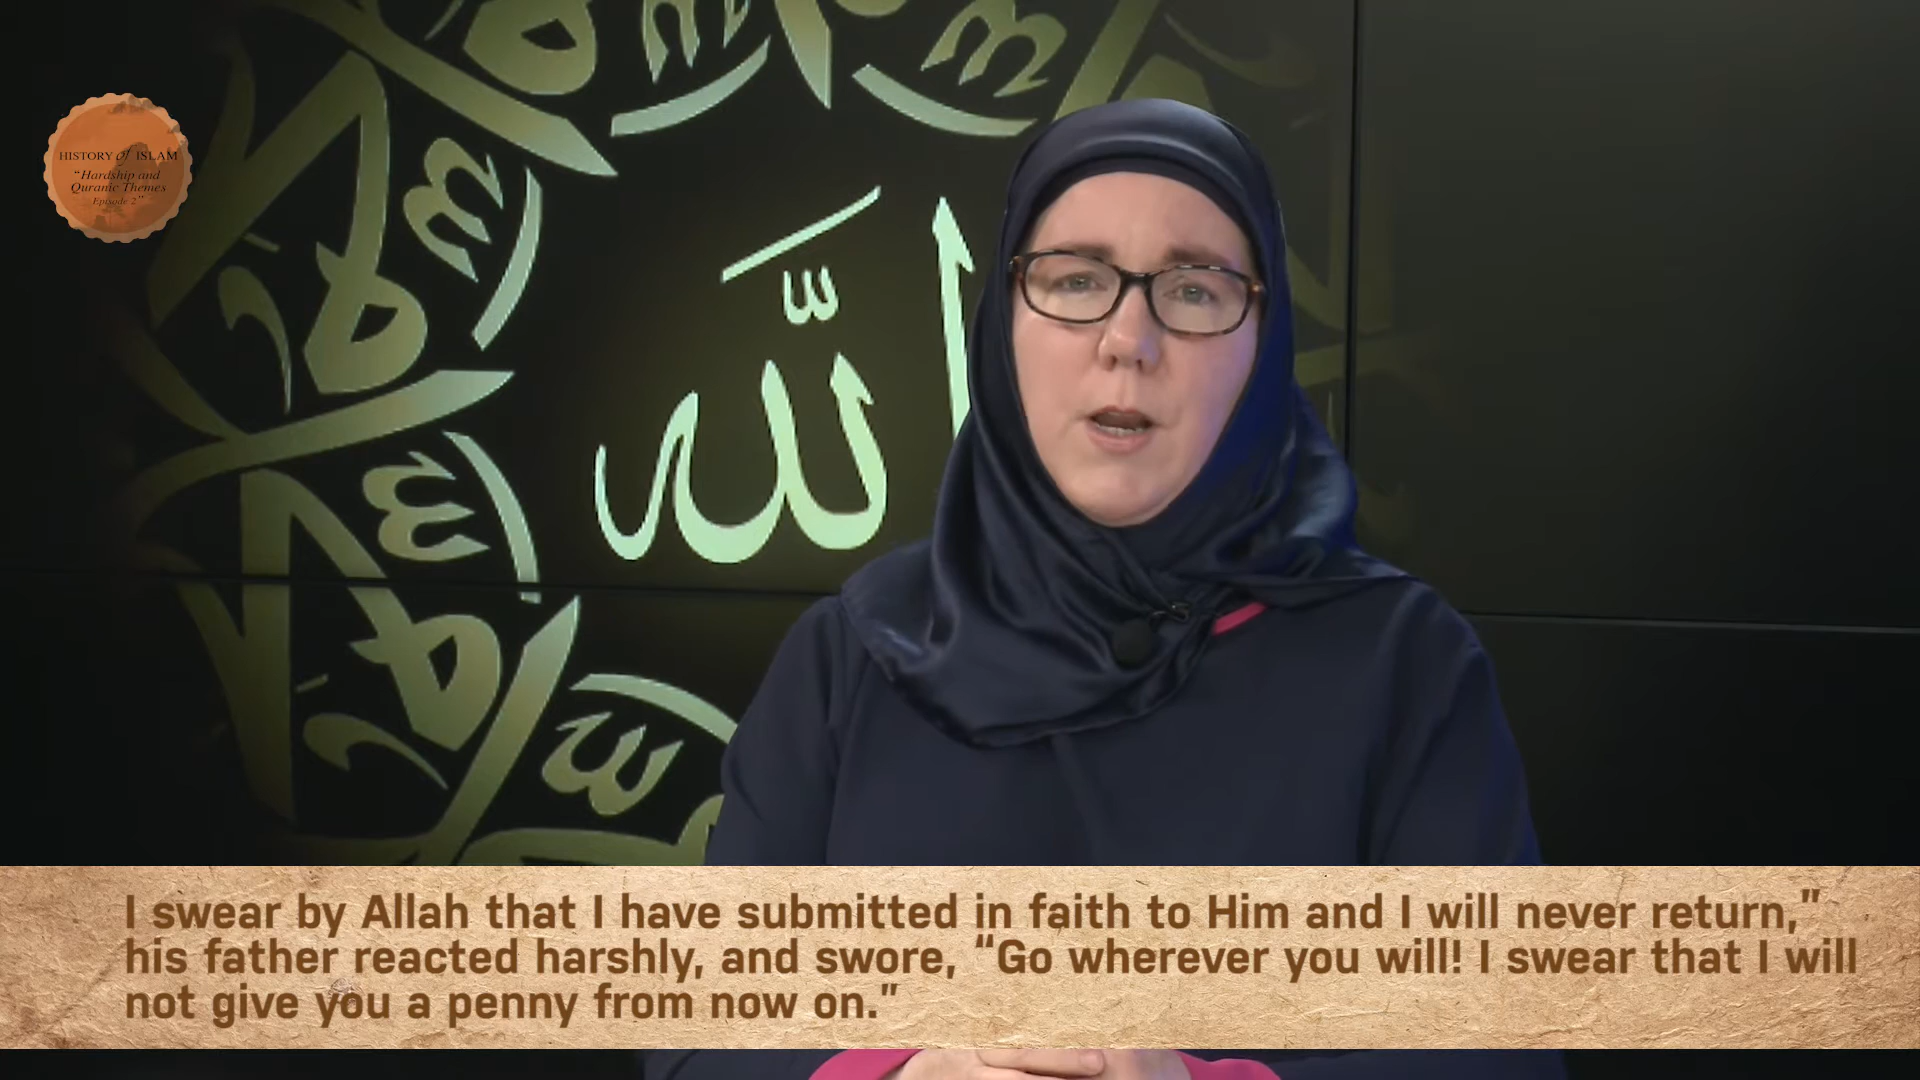 HISTORY of ISLAM
“Hardship and
Quranic Themes
Episode 2”
الله
I swear by Allah that I have submitted in faith to Him and I will never return,”
his father reacted harshly, and swore, “Go wherever you will! I swear that I will
not give you a penny from now on.”